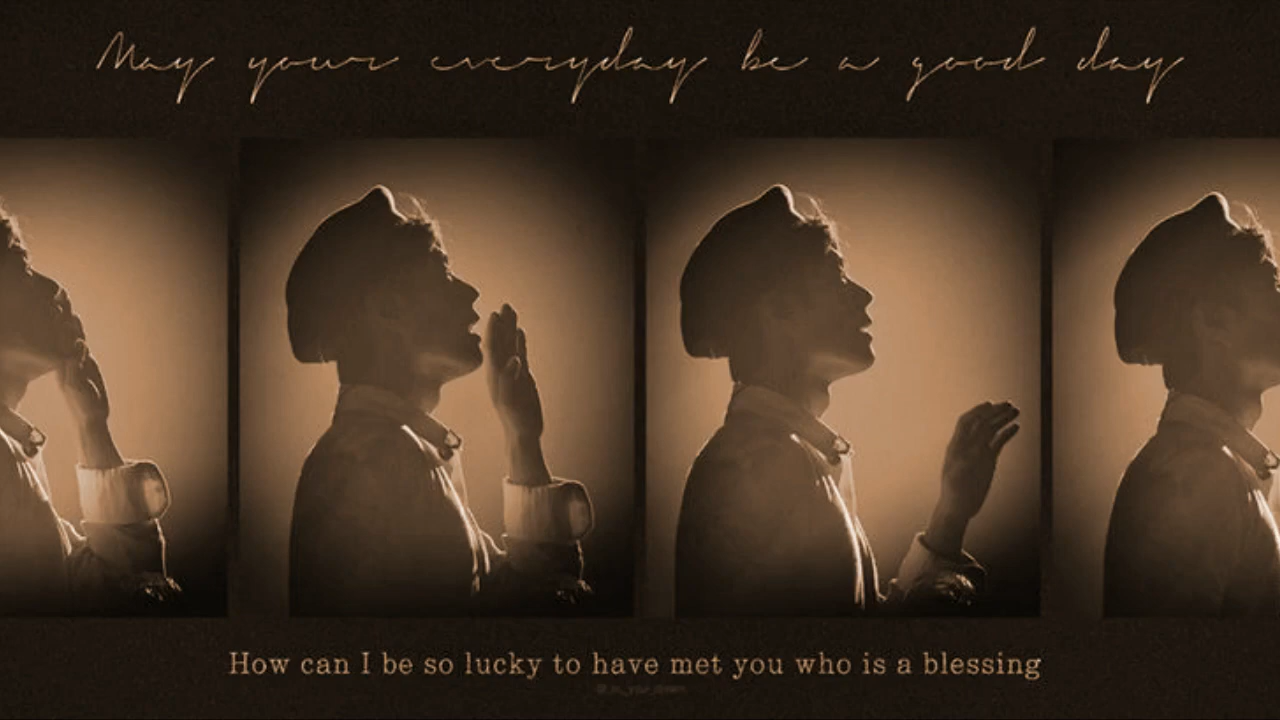 May your everyday be a good day
How can I be so lucky to have met you who is a blessing